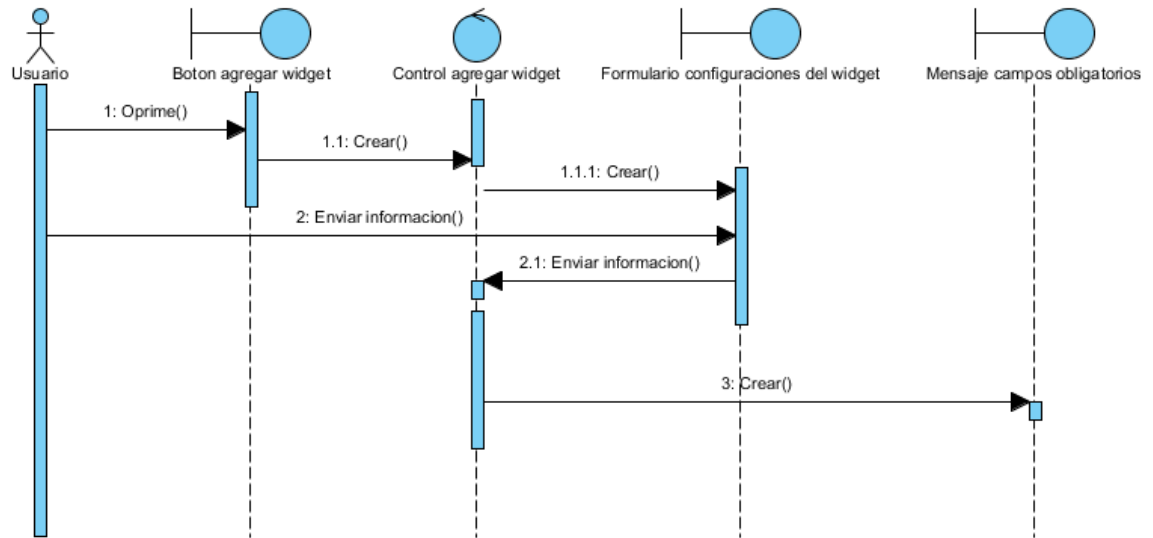 Usuario
Boton agregar widget
Control agregar widget
Formulario configuraciones del widget
Mensaje campos obligatorios
1: Oprime()
1.1: Crear()
1.1.1: Crear()
2: Enviar informacion()
2.1: Enviar informacion()
3: Crear()